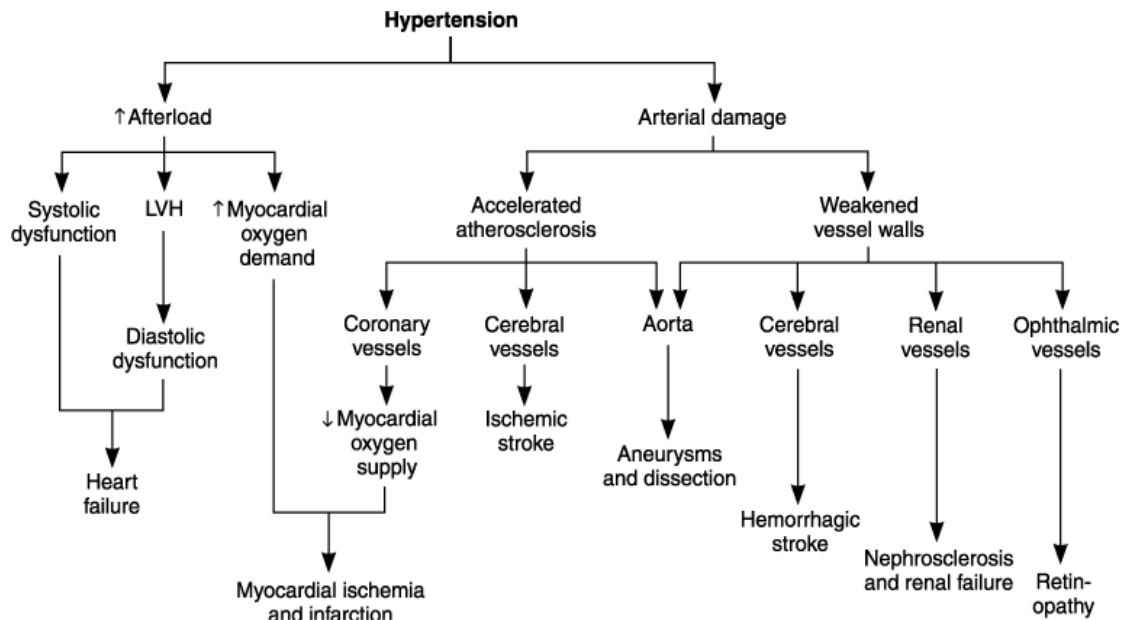 Hypertension
↑Afterload
Arterial damage
Systolic
dysfunction
LVH
↑Myocardial
oxygen
demand
Accelerated
atherosclerosis
Weakened
vessel walls
Diastolic
dysfunction
Coronary
vessels
Cerebral
vessels
Aorta
Cerebral
vessels
Renal
vessels
Ophthalmic
vessels
Heart
failure
↓Myocardial
oxygen
supply
Ischemic
stroke
Aneurysms
and dissection
Hemorrhagic
stroke
Nephrosclerosis
and renal failure
Retin-
opathy
Myocardial ischemia
and infarction